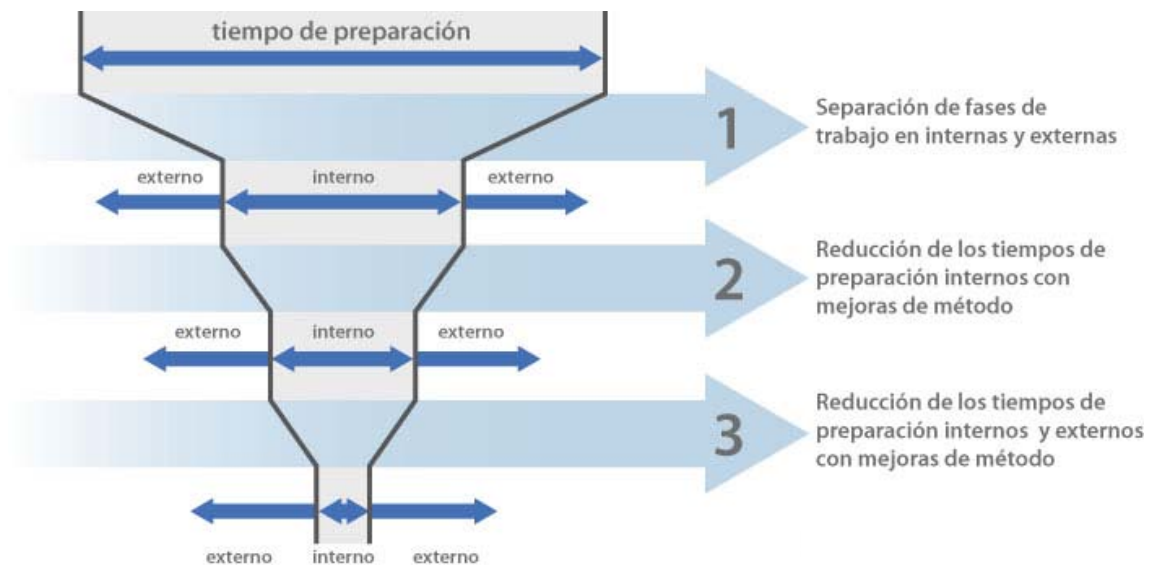 tiempo de preparación
1
Separación de fases de
trabajo en internas y externas
externo interno externo
2
Reducción de los tiempos de
preparación internos con
mejoras de método
externo interno externo
3
Reducción de los tiempos de
preparación internos y externos
con mejoras de método
externo interno externo